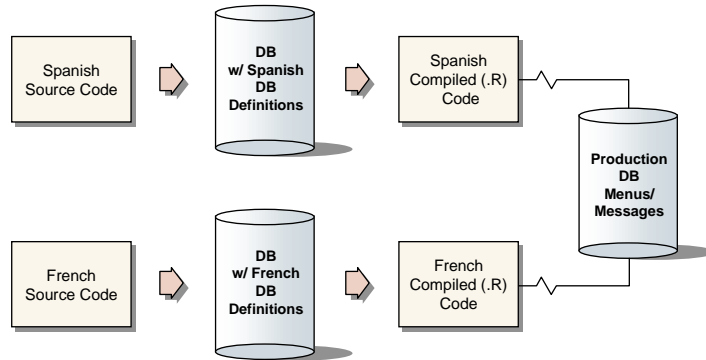 Spanish
Source Code
DB
w/ Spanish
DB
Definitions
Spanish
Compiled (.R)
Code
Production
DB
Menus/
Messages
French
Source Code
DB
w/ French
DB
Definitions
French
Compiled (.R)
Code